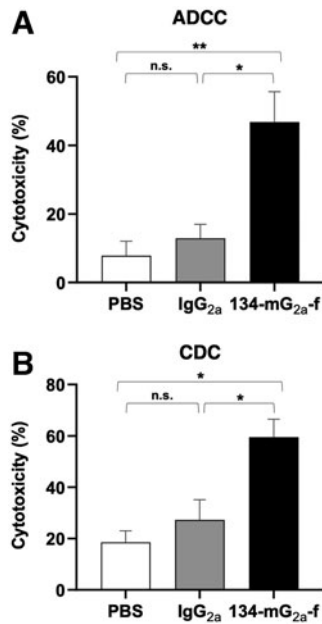 A
ADCC
**
n.s.
*
Cytotoxicity (%)
60
40
20
0
PBS
IgG2a
134-mG2a-f
B
CDC
*
n.s.
*
Cytotoxicity (%)
80
60
40
20
0
PBS
IgG2a
134-mG2a-f